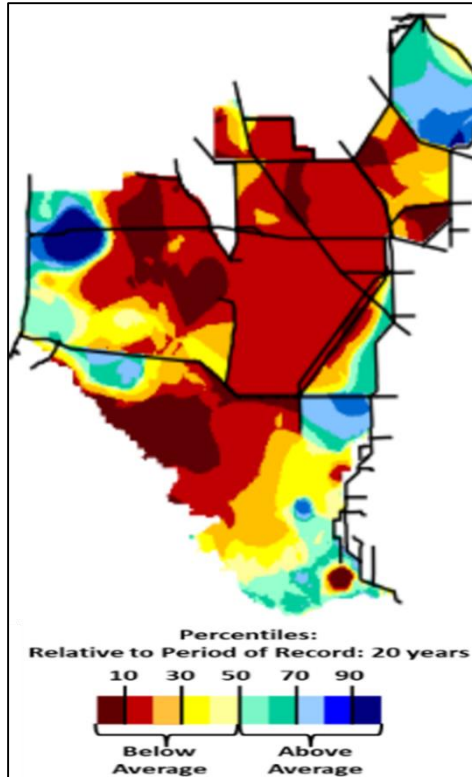 Percentiles:
Relative to Period of Record: 20 years
10 30 50 70 90
Below Above
Average Average